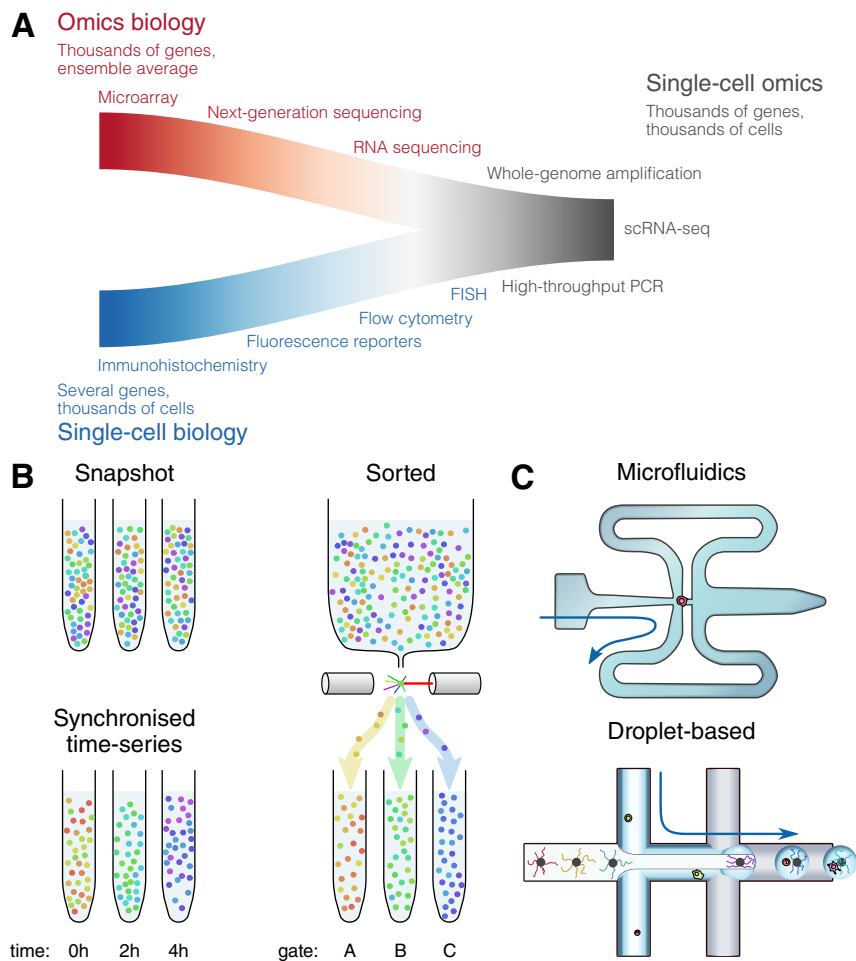 A
Omics biology
Thousands of genes,
ensemble average
Microarray
Next-generation sequencing
RNA sequencing
Single-cell omics
Thousands of genes,
thousands of cells
Whole-genome amplification
scRNA-seq
High-throughput PCR
FISH
Flow cytometry
Fluorescence reporters
Immunohistochemistry
Several genes,
thousands of cells
Single-cell biology
B
Snapshot
Sorted
Synchronised
time-series
time: 0h 2h 4h
gate: A B C
C
Microfluidics
Droplet-based